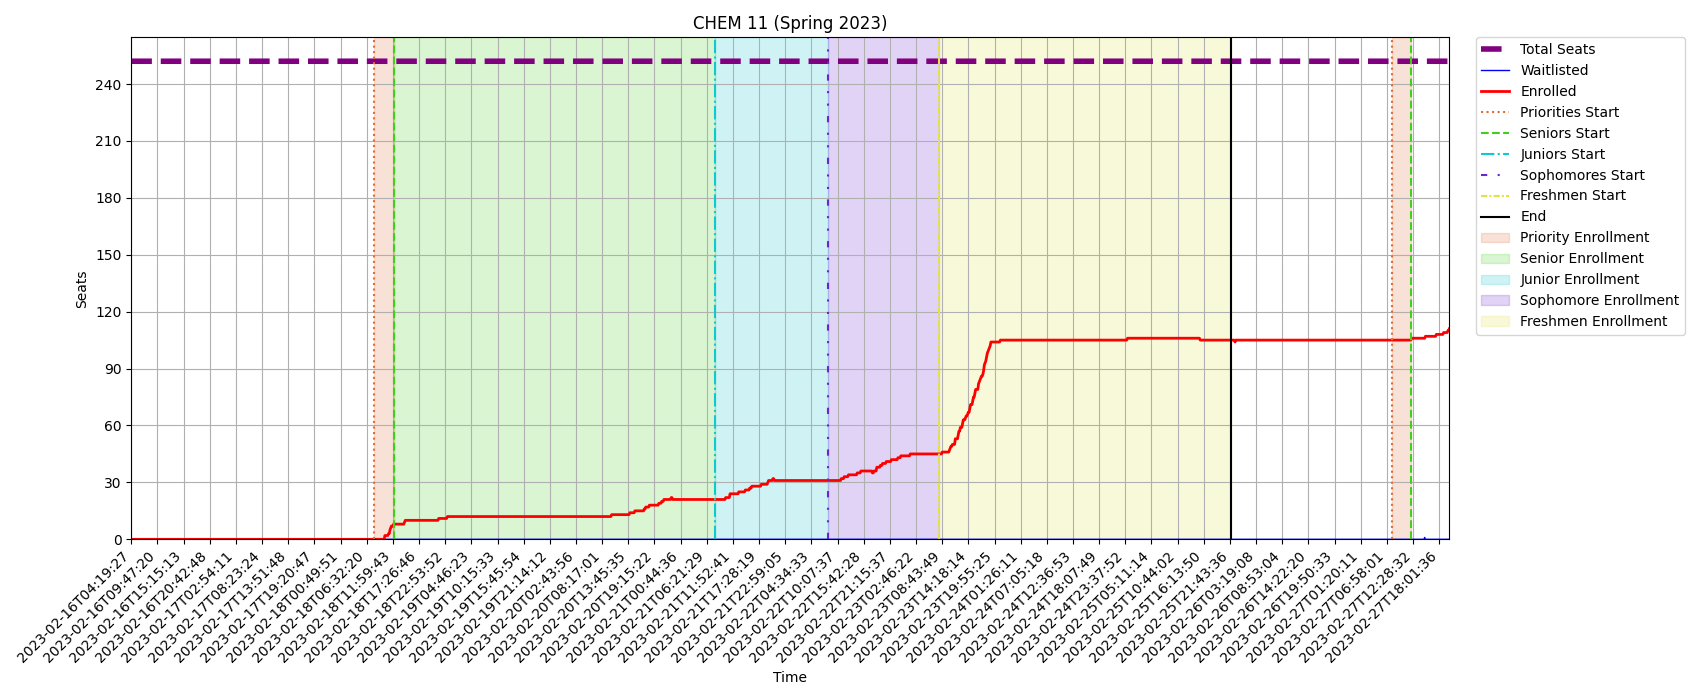 CHEM 11 (Spring 2023)
Seats
240
210
180
150
120
90
60
30
0
2023-02-16T04:19:27
2023-02-16T09:47:20
2023-02-16T15:15:13
2023-02-16T20:42:48
2023-02-17T02:54:11
2023-02-17T08:23:24
2023-02-17T13:51:48
2023-02-17T19:20:47
2023-02-18T00:49:51
2023-02-18T06:32:20
2023-02-18T11:59:43
2023-02-18T17:26:46
2023-02-18T22:53:52
2023-02-19T04:46:23
2023-02-19T10:15:33
2023-02-19T15:45:54
2023-02-19T21:14:12
2023-02-20T02:43:56
2023-02-20T08:17:01
2023-02-20T13:45:35
2023-02-20T19:15:22
2023-02-21T00:44:36
2023-02-21T06:21:29
2023-02-21T11:52:41
2023-02-21T17:28:19
2023-02-21T22:59:05
2023-02-22T04:34:33
2023-02-22T10:07:37
2023-02-22T15:42:28
2023-02-22T21:15:37
2023-02-23T02:46:22
2023-02-23T08:43:49
2023-02-23T14:18:14
2023-02-23T19:55:25
2023-02-24T01:26:11
2023-02-24T07:05:18
2023-02-24T12:36:53
2023-02-24T18:07:49
2023-02-24T23:37:52
2023-02-25T05:11:14
2023-02-25T10:44:02
2023-02-25T16:13:50
2023-02-25T21:43:36
2023-02-26T03:19:08
2023-02-26T08:53:04
2023-02-26T14:22:20
2023-02-26T19:50:33
2023-02-27T01:20:11
2023-02-27T06:58:01
2023-02-27T12:28:32
2023-02-27T18:01:36
Time
Total Seats
Waitlisted
Enrolled
Priorities Start
Seniors Start
Juniors Start
Sophomores Start
Freshmen Start
End
Priority Enrollment
Senior Enrollment
Junior Enrollment
Sophomore Enrollment
Freshmen Enrollment